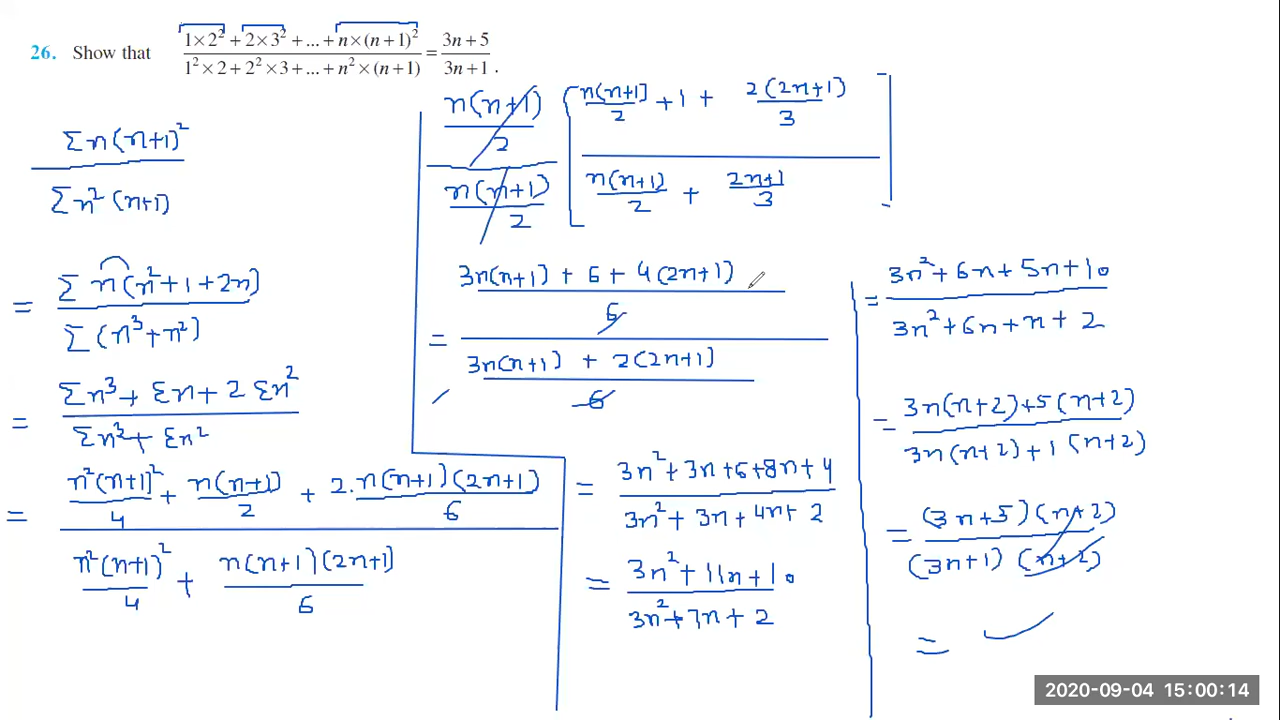 26. Show that (1×2² + 2×3² + ... + n×(n+1)²)/(1²×2 + 2²×3 + ... + n²×(n+1)) = (3n+5)/(3n+1) .
Σn(n+1)²
Σn²(n+1)
= Σ n(n²+1+2n)
Σ (n³+n²)
= Σn³ + Σn + 2Σn²
Σn³ + Σn²
= n²(n+1)²/4 + n(n+1)/2 + 2.n(n+1)(2n+1)/6
n²(n+1)²/4 + n(n+1)(2n+1)/6
n(n+1)/2 [ n(n+1)/2 + 1 + 2(2n+1)/3
n(n+1)/2 n(n+1)/2 + (2n+1)/3 ]
= (3n(n+1) + 6 + 4(2n+1))/6
(3n(n+1) + 2(2n+1))/6
= 3n²+3n+6+8n+4
3n²+3n+4n+2
= 3n²+11n+10
3n²+7n+2
= 3n²+6n+5n+10
3n²+6n+n+2
= 3n(n+2)+5(n+2)
3n(n+2)+1(n+2)
= (3n+5)(n+2)
(3n+1)(n+2)
= ✓
2020-09-04 15:00:14